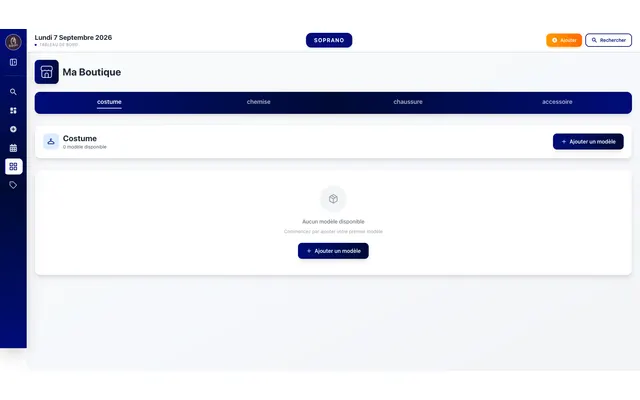 Lundi 7 Septembre 2026
TABLEAU DE BORD
SOPRANO
Ajouter
Rechercher
Ma Boutique
costume
chemise
chaussure
accessoire
Costume
0 modèle disponible
+ Ajouter un modèle
Aucun modèle disponible
Commencez par ajouter votre premier modèle
+ Ajouter un modèle